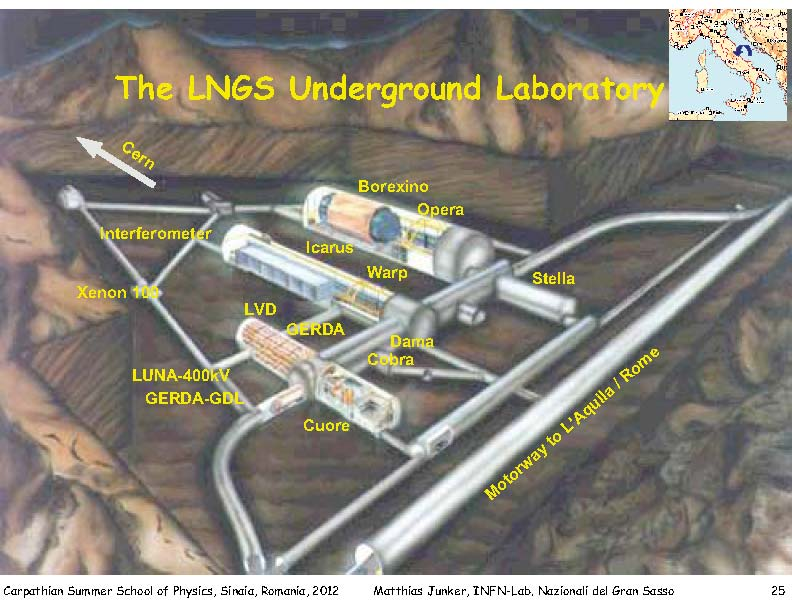 The LNGS Underground Laboratory
Cern
Borexino
Opera
Interferometer
Icarus
Warp
Stella
Xenon 100
LVD
GERDA
Dama
Cobra
LUNA-400kV
GERDA-GDL
Cuore
Motorway to L'Aquila / Rome
Carpathian Summer School of Physics, Sinaia, Romania, 2012 Matthias Junker, INFN-Lab. Nazionali del Gran Sasso 25